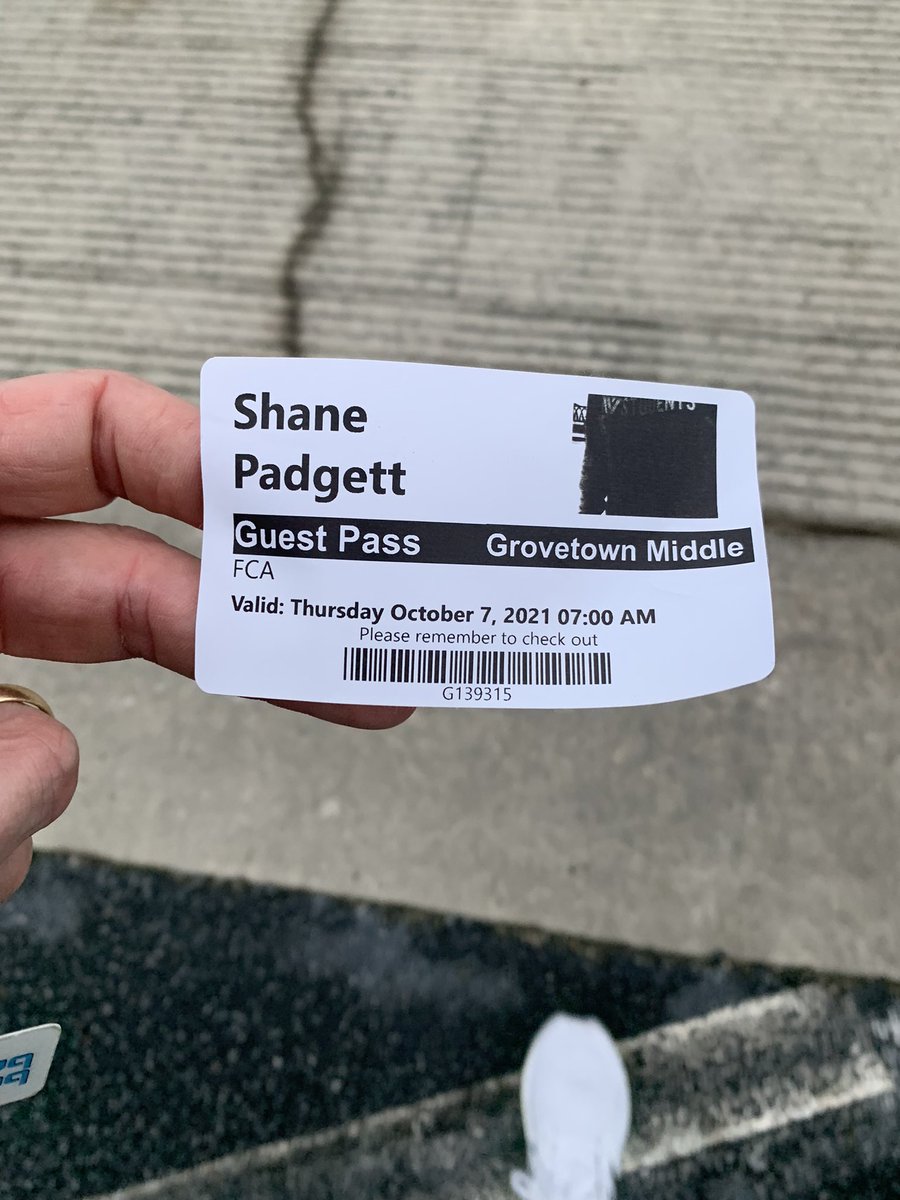 Shane
Padgett
W/ STUDENTS
Guest Pass Grovetown Middle
FCA
Valid: Thursday October 7, 2021 07:00 AM
Please remember to check out
G139315